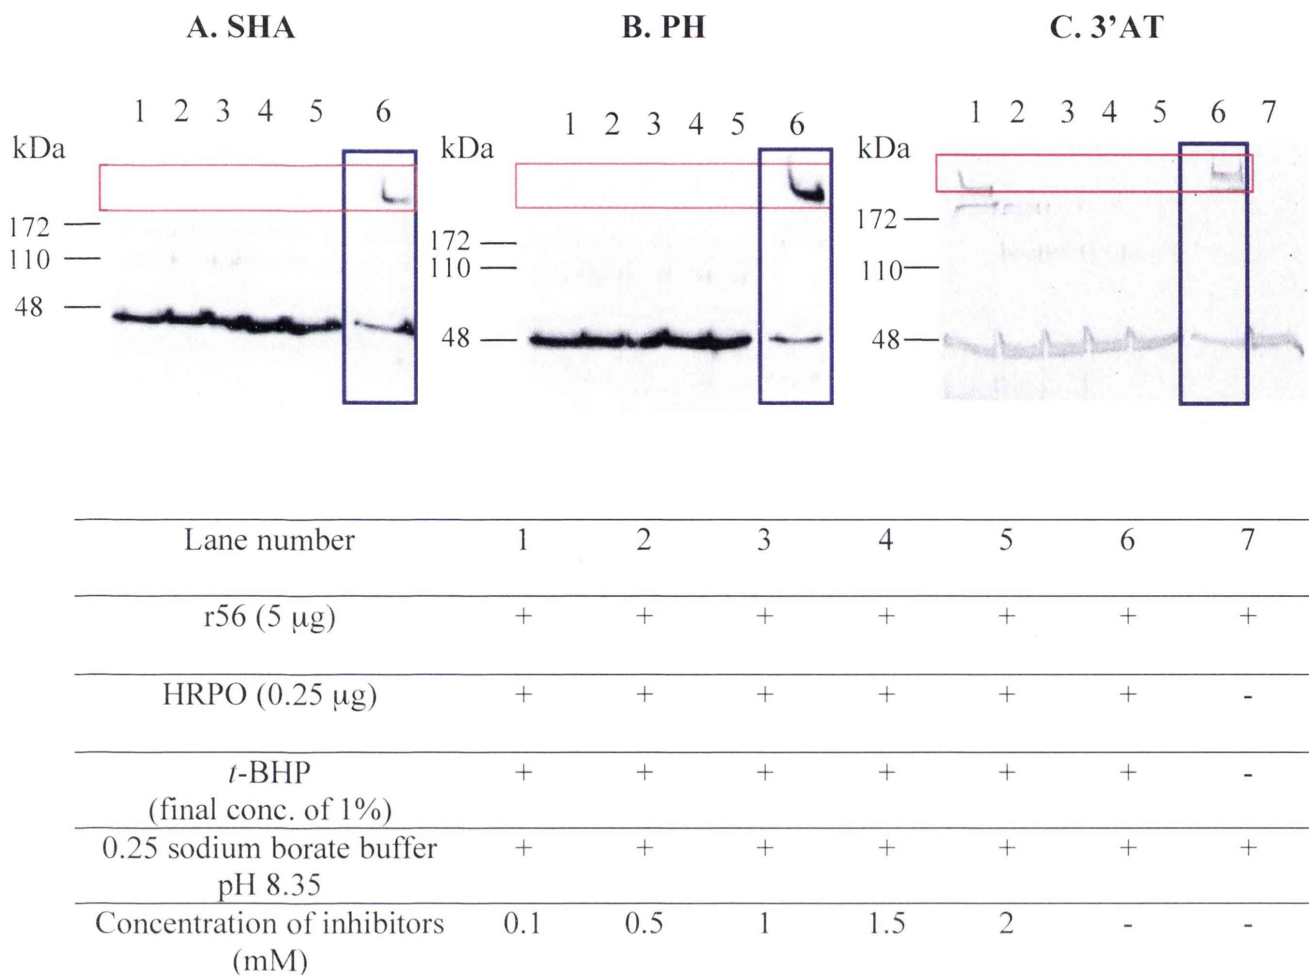 A. SHA
B. PH
C. 3’AT
1 2 3 4 5 6
1 2 3 4 5 6
1 2 3 4 5 6 7
kDa
172
110
48
kDa
172
110
48
kDa
172
110
48
Lane number 1 2 3 4 5 6 7
r56 (5 µg) + + + + + + +
HRPO (0.25 µg) + + + + + + -
t-BHP
(final conc. of 1%) + + + + + + -
0.25 sodium borate buffer
pH 8.35 + + + + + + +
Concentration of inhibitors
(mM) 0.1 0.5 1 1.5 2 - -